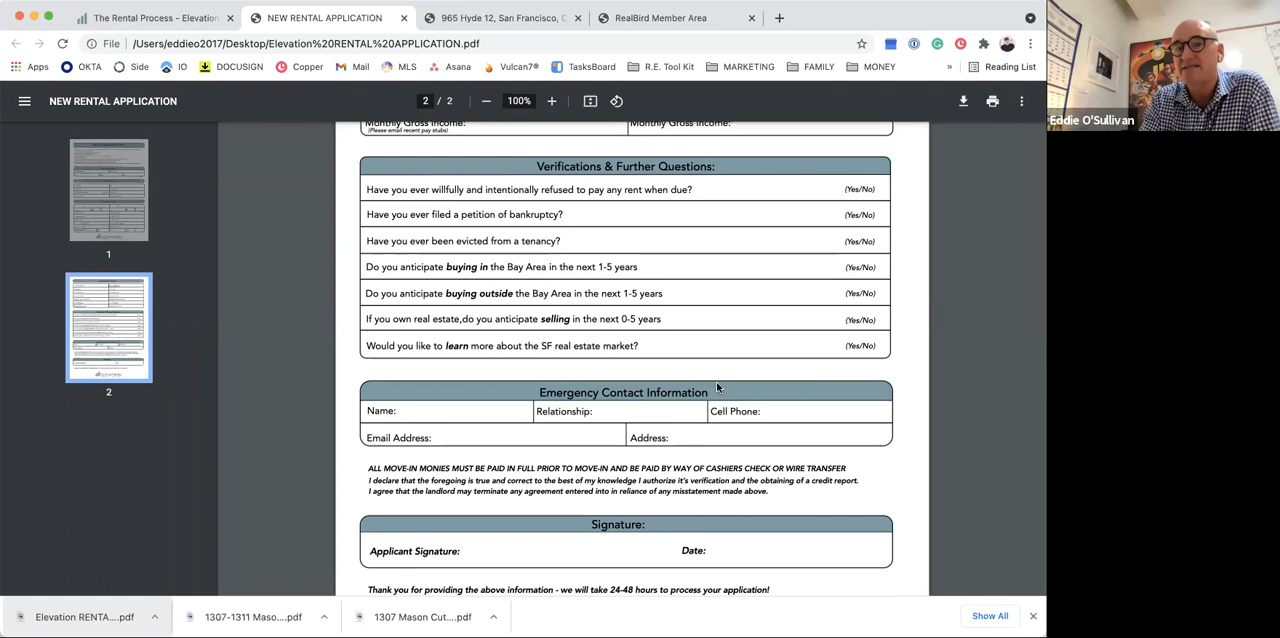 The Rental Process - Elevation
NEW RENTAL APPLICATION
965 Hyde 12, San Francisco, C
RealBird Member Area
File
/Users/eddieo2017/Desktop/Elevation%20RENTAL%20APPLICATION.pdf
Apps
OKTA
Side
IO
DOCUSIGN
Copper
Mail
MLS
Asana
Vulcan7®
TasksBoard
R.E. Tool Kit
MARKETING
FAMILY
MONEY
»
Reading List
NEW RENTAL APPLICATION
2 / 2
100%
Eddie O'Sullivan
1
2
Monthly Gross Income:
(Please email recent pay stubs)
Monthly Gross Income:
Verifications & Further Questions:
Have you ever willfully and intentionally refused to pay any rent when due? (Yes/No)
Have you ever filed a petition of bankruptcy? (Yes/No)
Have you ever been evicted from a tenancy? (Yes/No)
Do you anticipate buying in the Bay Area in the next 1-5 years (Yes/No)
Do you anticipate buying outside the Bay Area in the next 1-5 years (Yes/No)
If you own real estate,do you anticipate selling in the next 0-5 years (Yes/No)
Would you like to learn more about the SF real estate market? (Yes/No)
Emergency Contact Information
Name: Relationship: Cell Phone:
Email Address: Address:
ALL MOVE-IN MONIES MUST BE PAID IN FULL PRIOR TO MOVE-IN AND BE PAID BY WAY OF CASHIERS CHECK OR WIRE TRANSFER
I declare that the foregoing is true and correct to the best of my knowledge I authorize it's verification and the obtaining of a credit report.
I agree that the landlord may terminate any agreement entered into in reliance of any misstatement made above.
Signature:
Applicant Signature: Date:
Thank you for providing the above information - we will take 24-48 hours to process your application!
Elevation RENTA....pdf
1307-1311 Maso....pdf
1307 Mason Cut....pdf
Show All